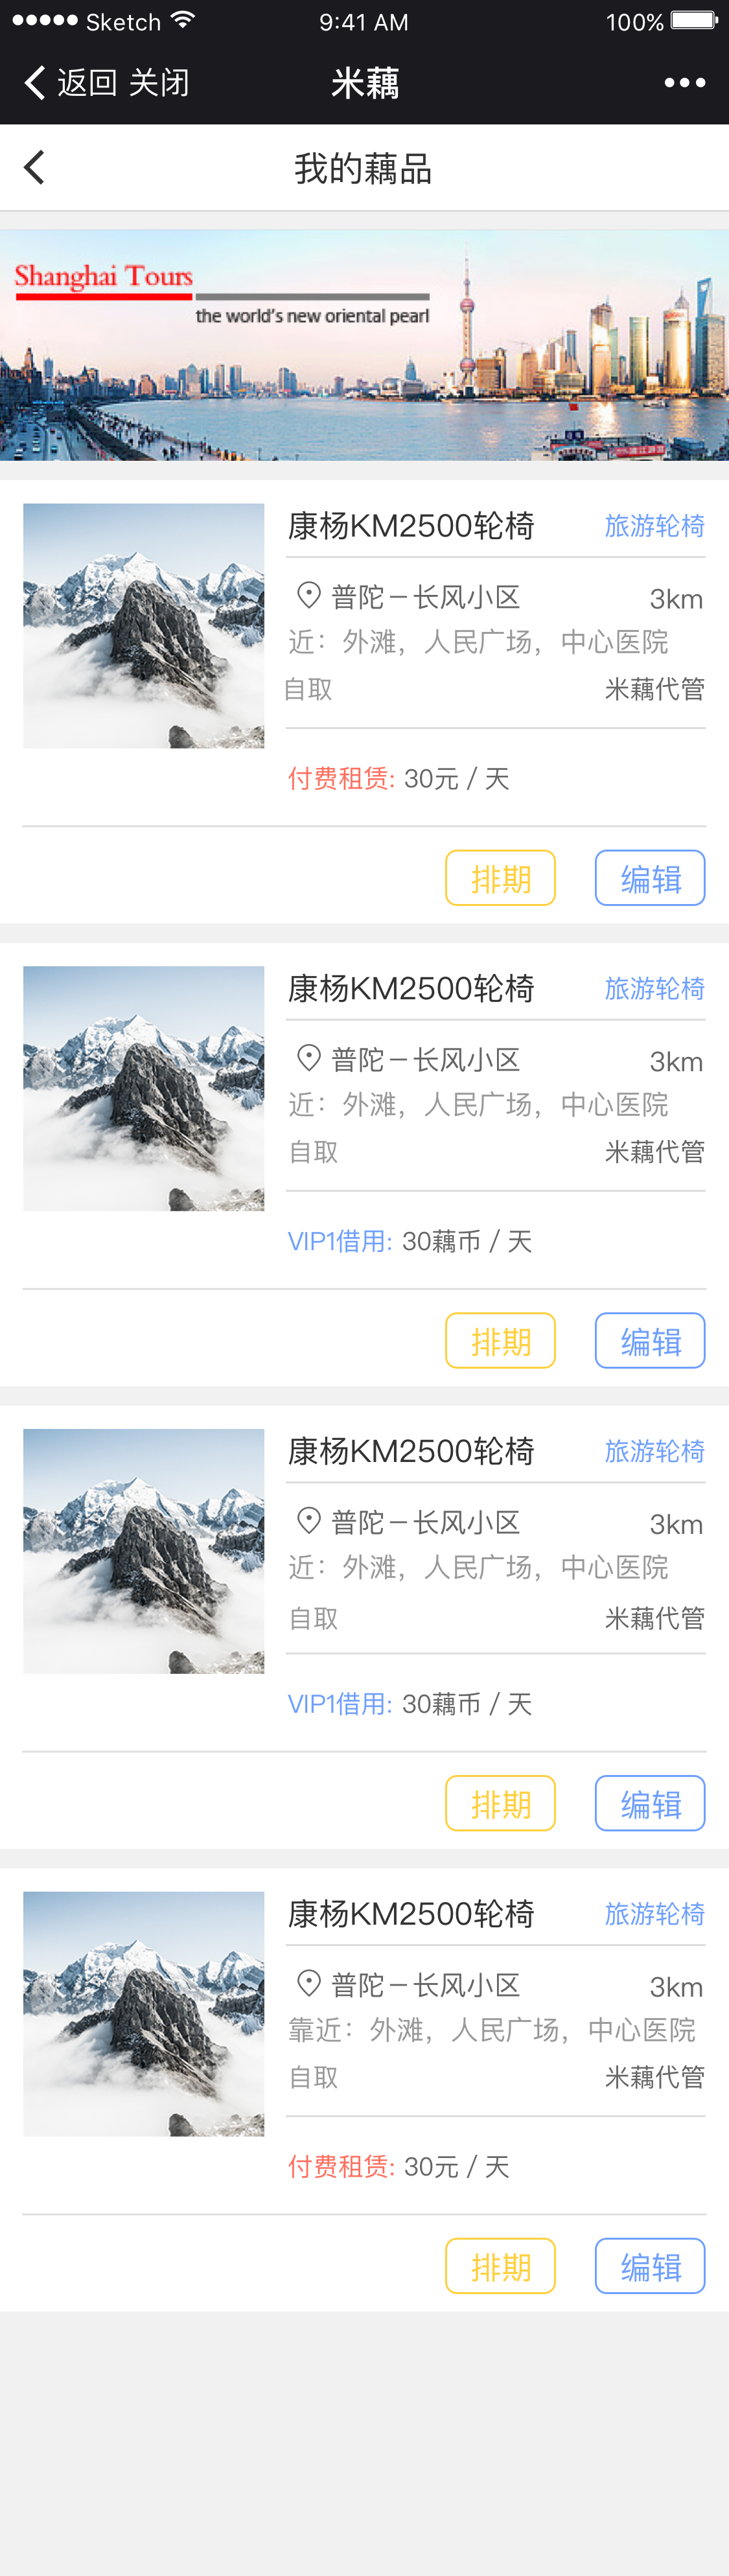 Sketch 9:41 AM 100%
返回 关闭 米藕
我的藕品
Shanghai Tours
the world's new oriental pearl
康杨KM2500轮椅 旅游轮椅
普陀－长风小区 3km
近：外滩，人民广场，中心医院
自取 米藕代管
付费租赁: 30元 / 天
排期 编辑
康杨KM2500轮椅 旅游轮椅
普陀－长风小区 3km
近：外滩，人民广场，中心医院
自取 米藕代管
VIP1借用: 30藕币 / 天
排期 编辑
康杨KM2500轮椅 旅游轮椅
普陀－长风小区 3km
近：外滩，人民广场，中心医院
自取 米藕代管
VIP1借用: 30藕币 / 天
排期 编辑
康杨KM2500轮椅 旅游轮椅
普陀－长风小区 3km
靠近：外滩，人民广场，中心医院
自取 米藕代管
付费租赁: 30元 / 天
排期 编辑